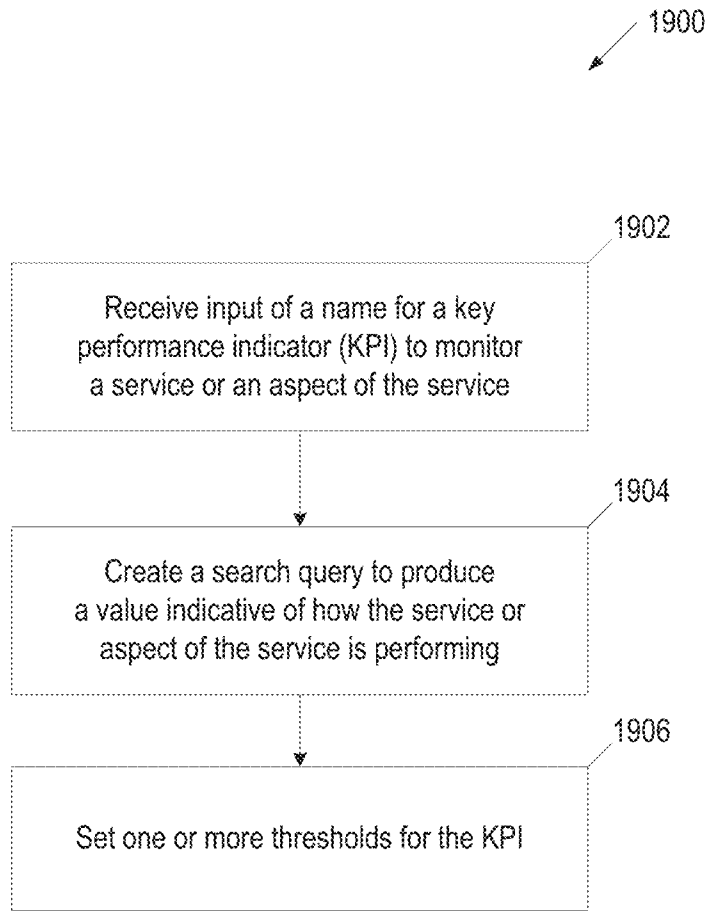 1900
1902
Receive input of a name for a key
performance indicator (KPI) to monitor
a service or an aspect of the service
1904
Create a search query to produce
a value indicative of how the service or
aspect of the service is performing
1906
Set one or more thresholds for the KPI